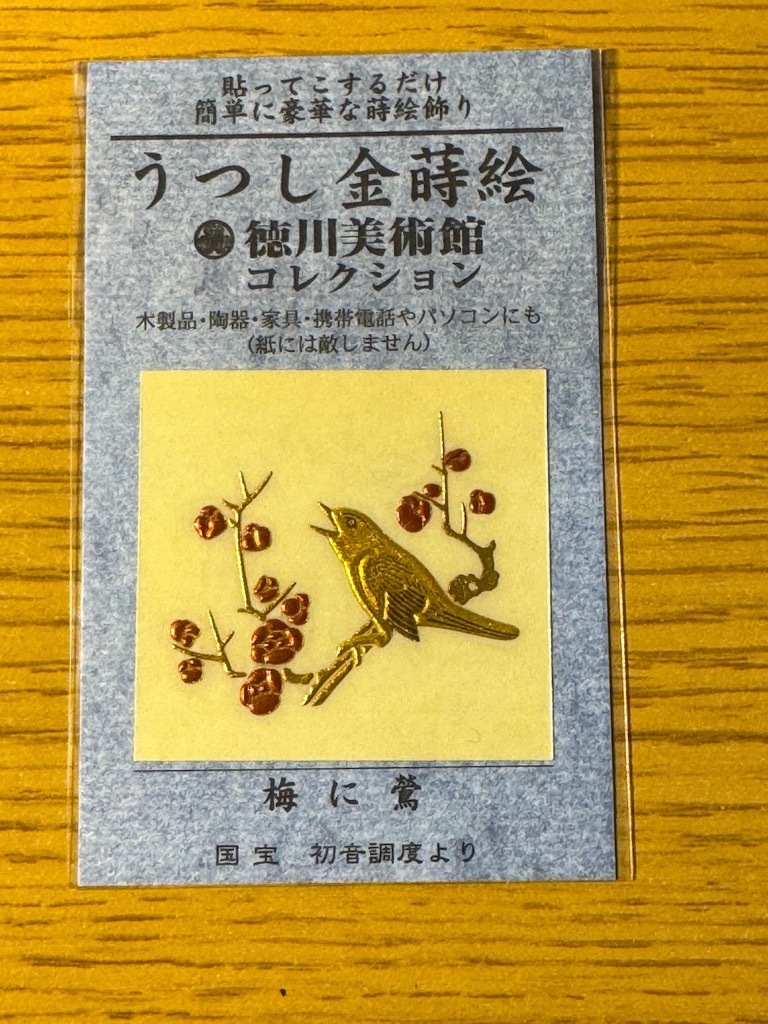 貼ってこするだけ
簡単に豪華な蒔絵飾り
うつし金蒔絵
徳川美術館
コレクション
木製品・陶器・家具・携帯電話やパソコンにも
（紙には敵しません）
梅に鶯
国宝 初音調度より